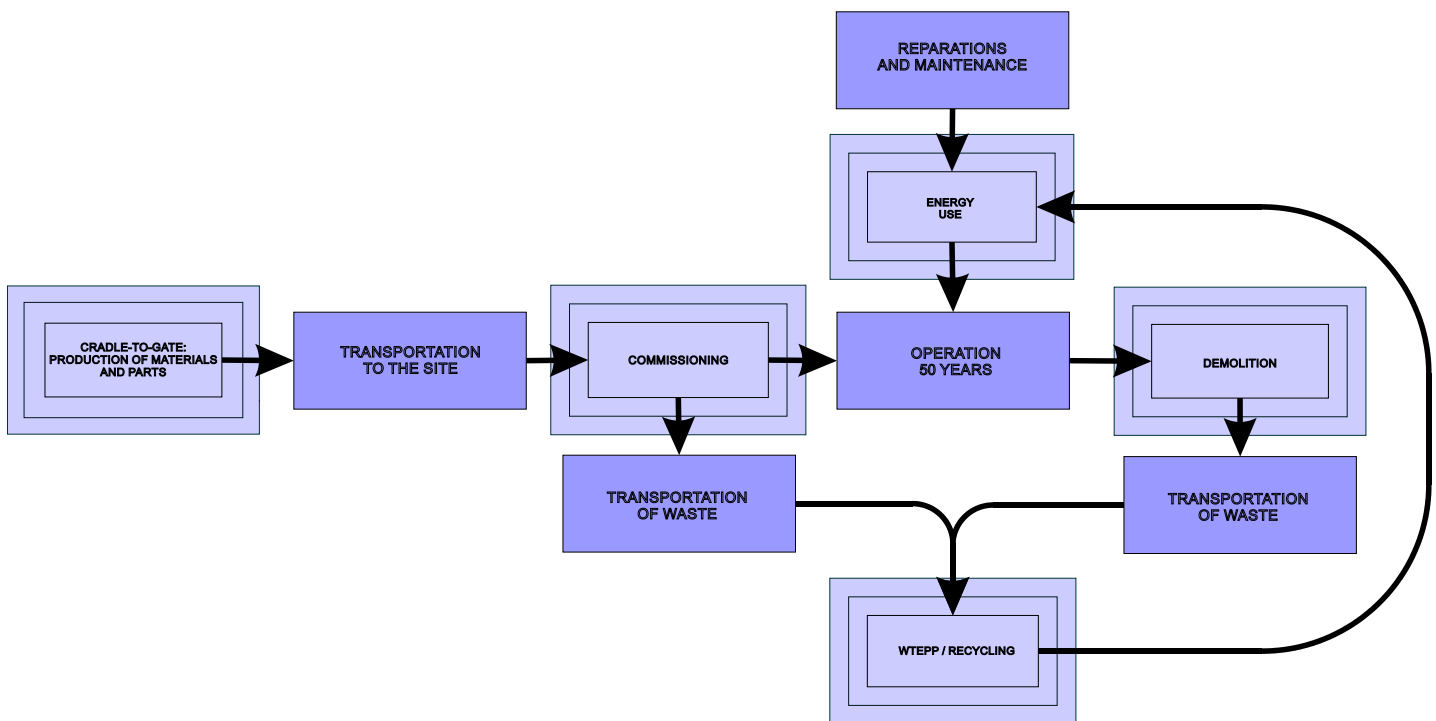 REPARATIONS
AND MAINTENANCE
ENERGY
USE
CRADLE-TO-GATE:
PRODUCTION OF MATERIALS
AND PARTS
TRANSPORTATION
TO THE SITE
COMMISSIONING
OPERATION
50 YEARS
DEMOLITION
TRANSPORTATION
OF WASTE
TRANSPORTATION
OF WASTE
WTEPP / RECYCLING